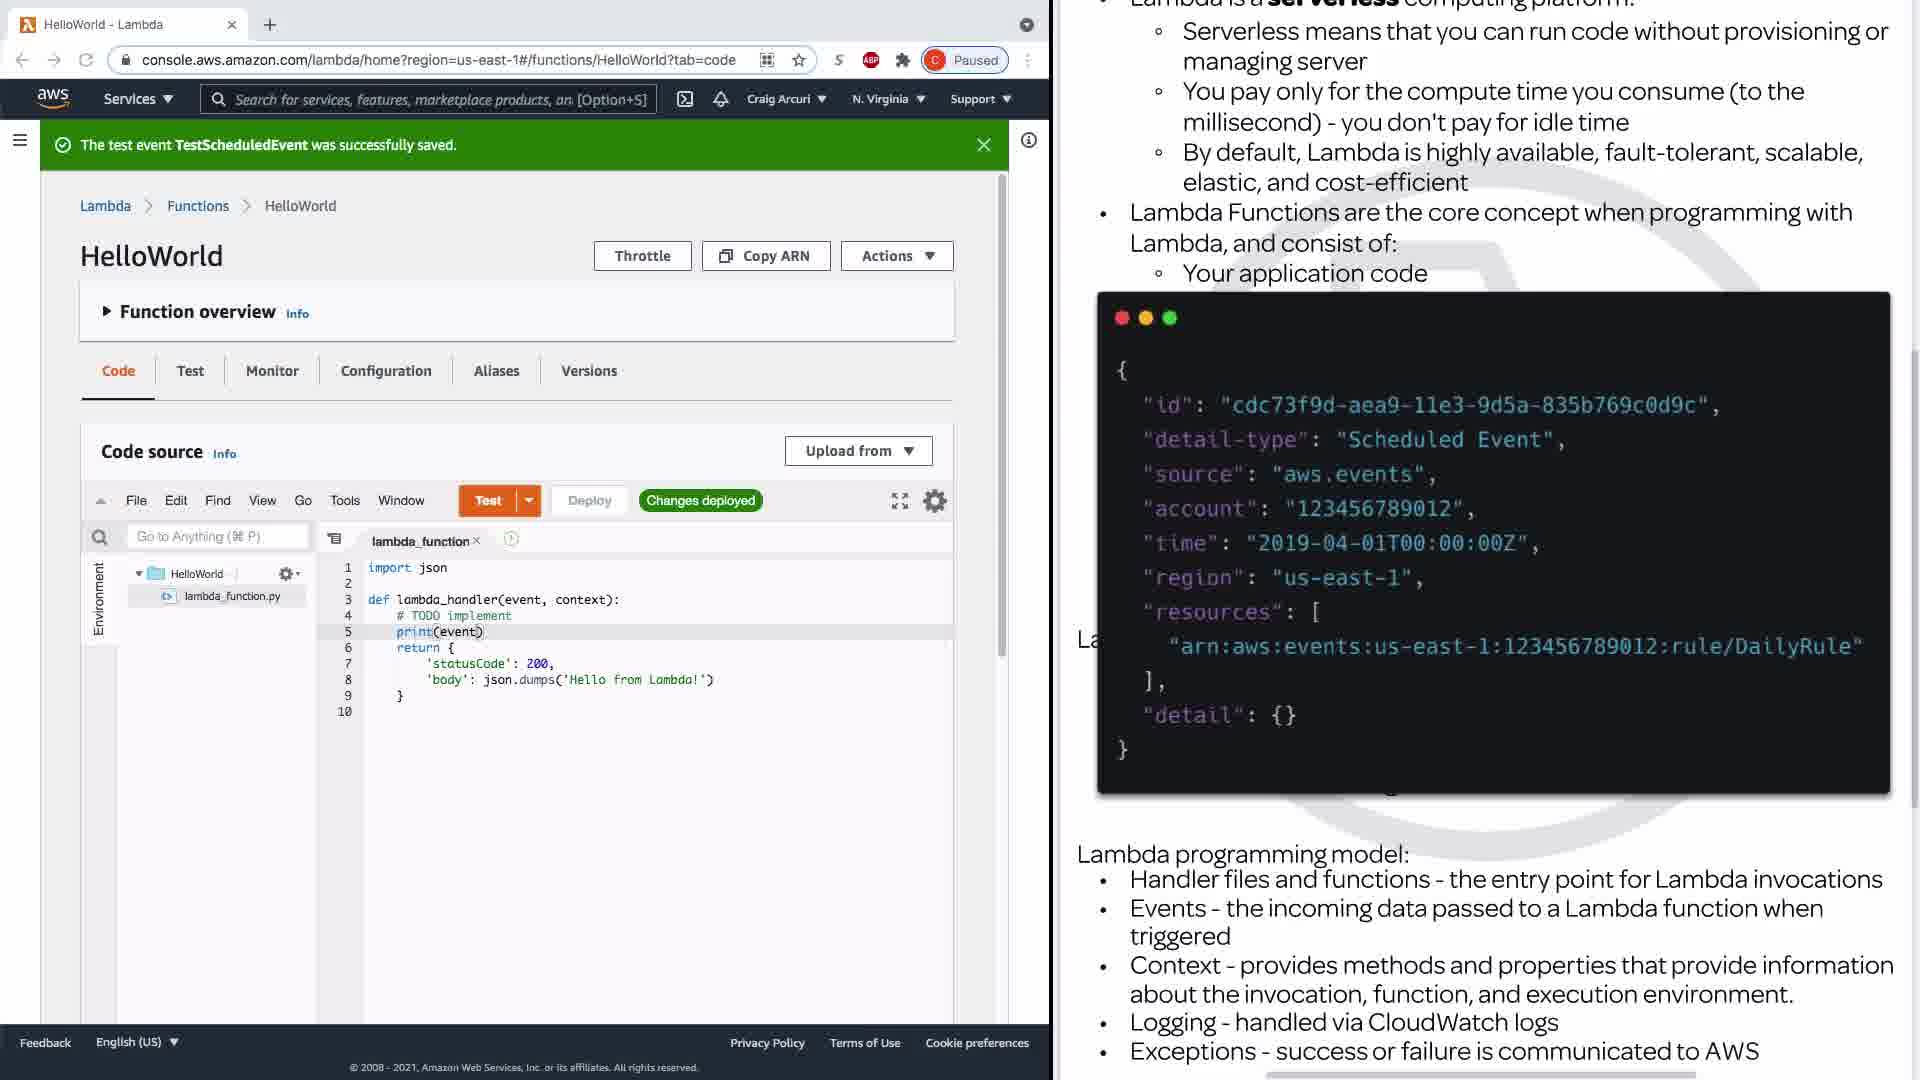 HelloWorld - Lambda
console.aws.amazon.com/lambda/home?region=us-east-1#/functions/HelloWorld?tab=code
S
ABP
C Paused
aws
Services
Search for services, features, marketplace products, an [Option+S]
Craig Arcuri
N. Virginia
Support
The test event TestScheduledEvent was successfully saved.
Lambda > Functions > HelloWorld
HelloWorld
Throttle
Copy ARN
Actions
Function overview Info
Code
Test
Monitor
Configuration
Aliases
Versions
Code source Info
Upload from
File Edit Find View Go Tools Window
Test
Deploy
Changes deployed
Go to Anything (⌘ P)
lambda_function
Environment
HelloWorld
lambda_function.py
1 import json
2
3 def lambda_handler(event, context):
4 # TODO implement
5 print(event)
6 return {
7 'statusCode': 200,
8 'body': json.dumps('Hello from Lambda!')
9 }
10
Feedback
English (US)
Privacy Policy
Terms of Use
Cookie preferences
© 2008 - 2021, Amazon Web Services, Inc. or its affiliates. All rights reserved.
Lambda is a serverless computing platform.
◦ Serverless means that you can run code without provisioning or
managing server
◦ You pay only for the compute time you consume (to the
millisecond) - you don't pay for idle time
◦ By default, Lambda is highly available, fault-tolerant, scalable,
elastic, and cost-efficient
• Lambda Functions are the core concept when programming with
Lambda, and consist of:
◦ Your application code
{
"id": "cdc73f9d-aea9-11e3-9d5a-835b769c0d9c",
"detail-type": "Scheduled Event",
"source": "aws.events",
"account": "123456789012",
"time": "2019-04-01T00:00:00Z",
"region": "us-east-1",
"resources": [
"arn:aws:events:us-east-1:123456789012:rule/DailyRule"
],
"detail": {}
}
Lambda programming model:
• Handler files and functions - the entry point for Lambda invocations
• Events - the incoming data passed to a Lambda function when
triggered
• Context - provides methods and properties that provide information
about the invocation, function, and execution environment.
• Logging - handled via CloudWatch logs
• Exceptions - success or failure is communicated to AWS